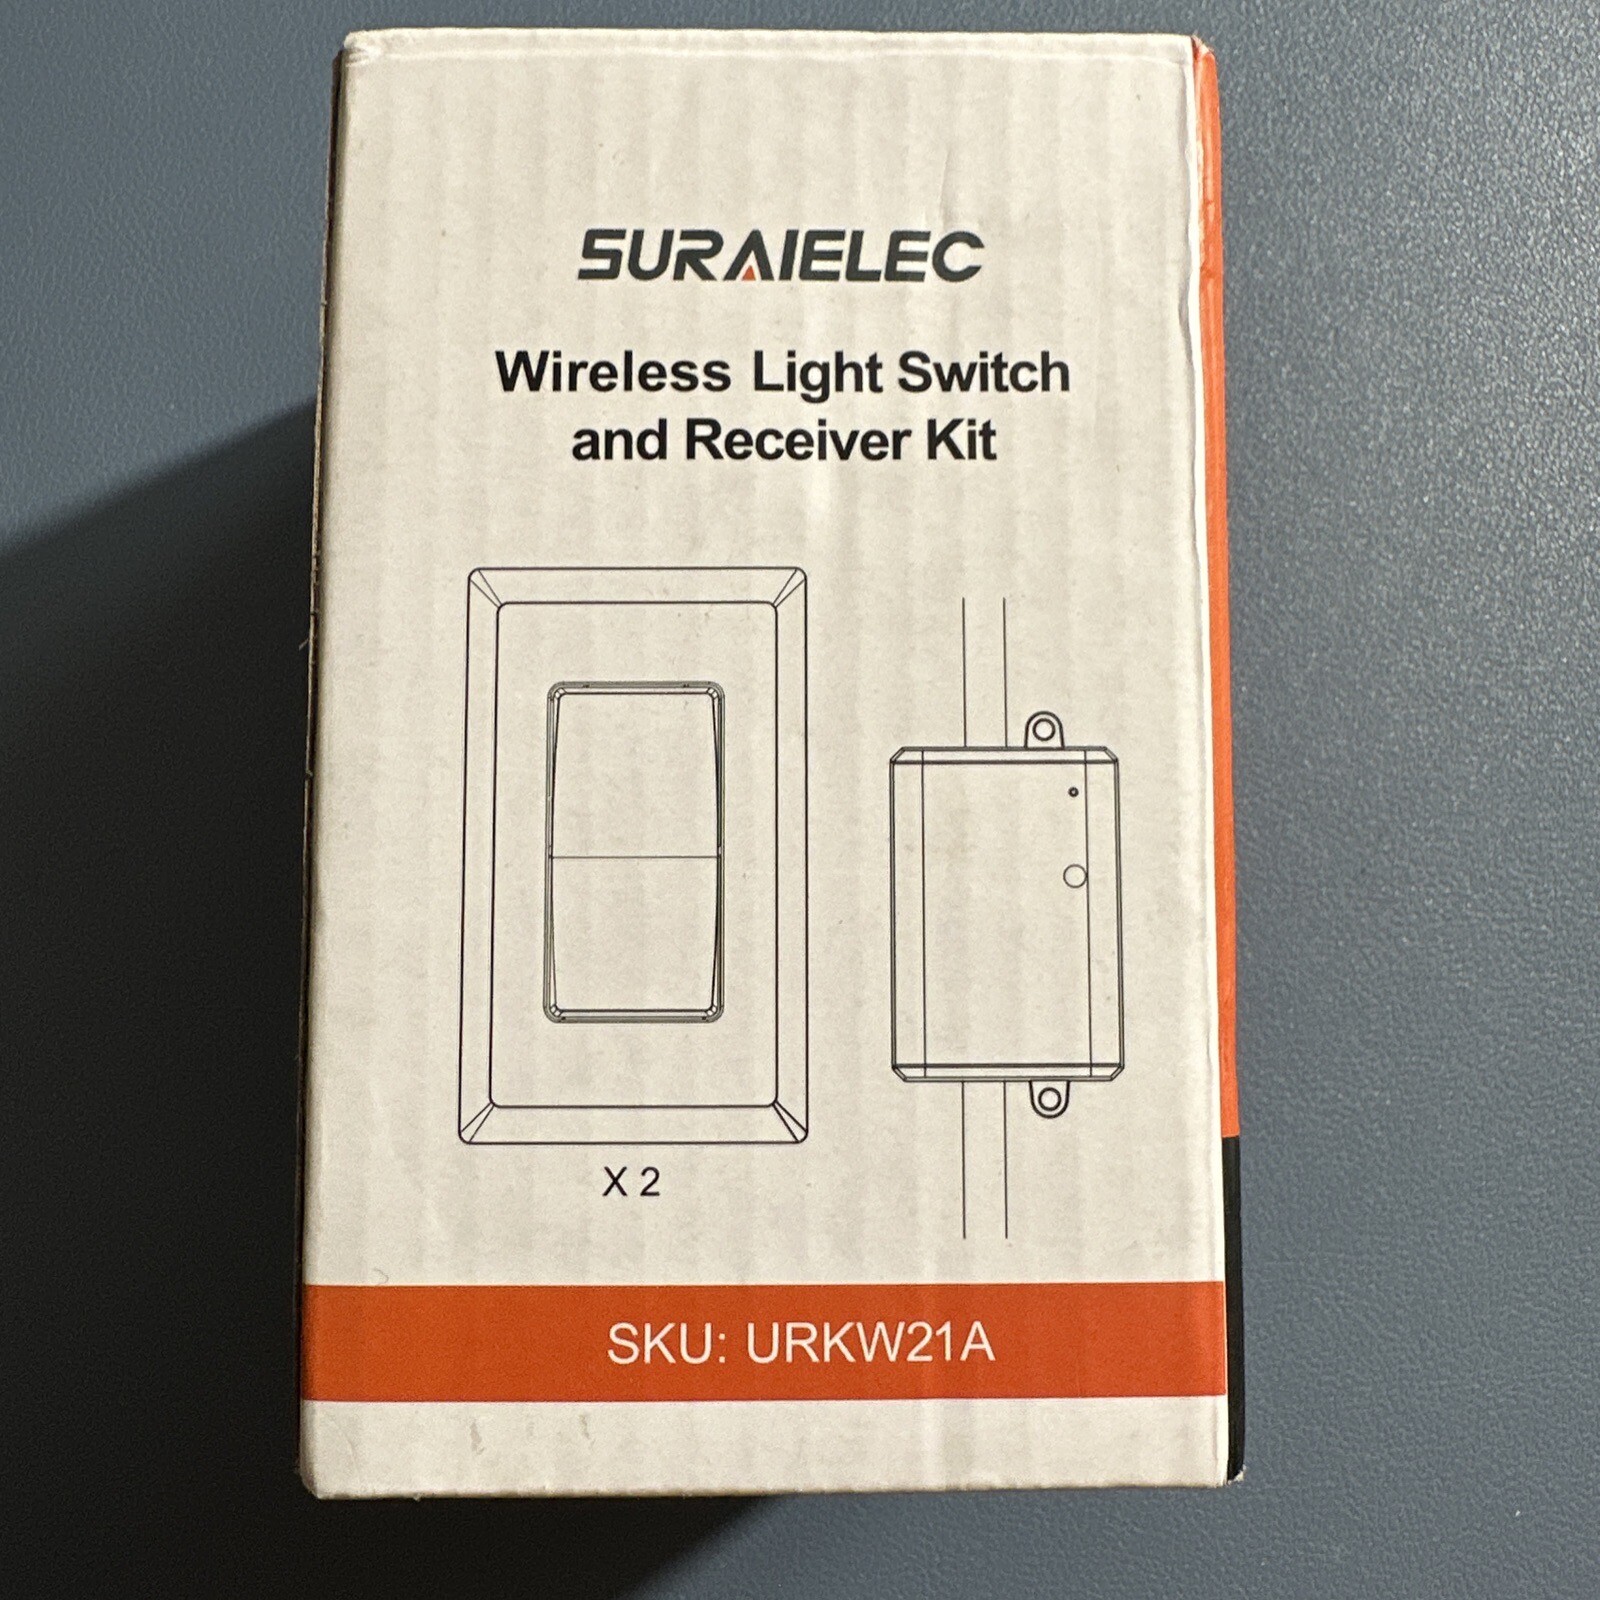 SURAIELEC
Wireless Light Switch
and Receiver Kit
X 2
SKU: URKW21A